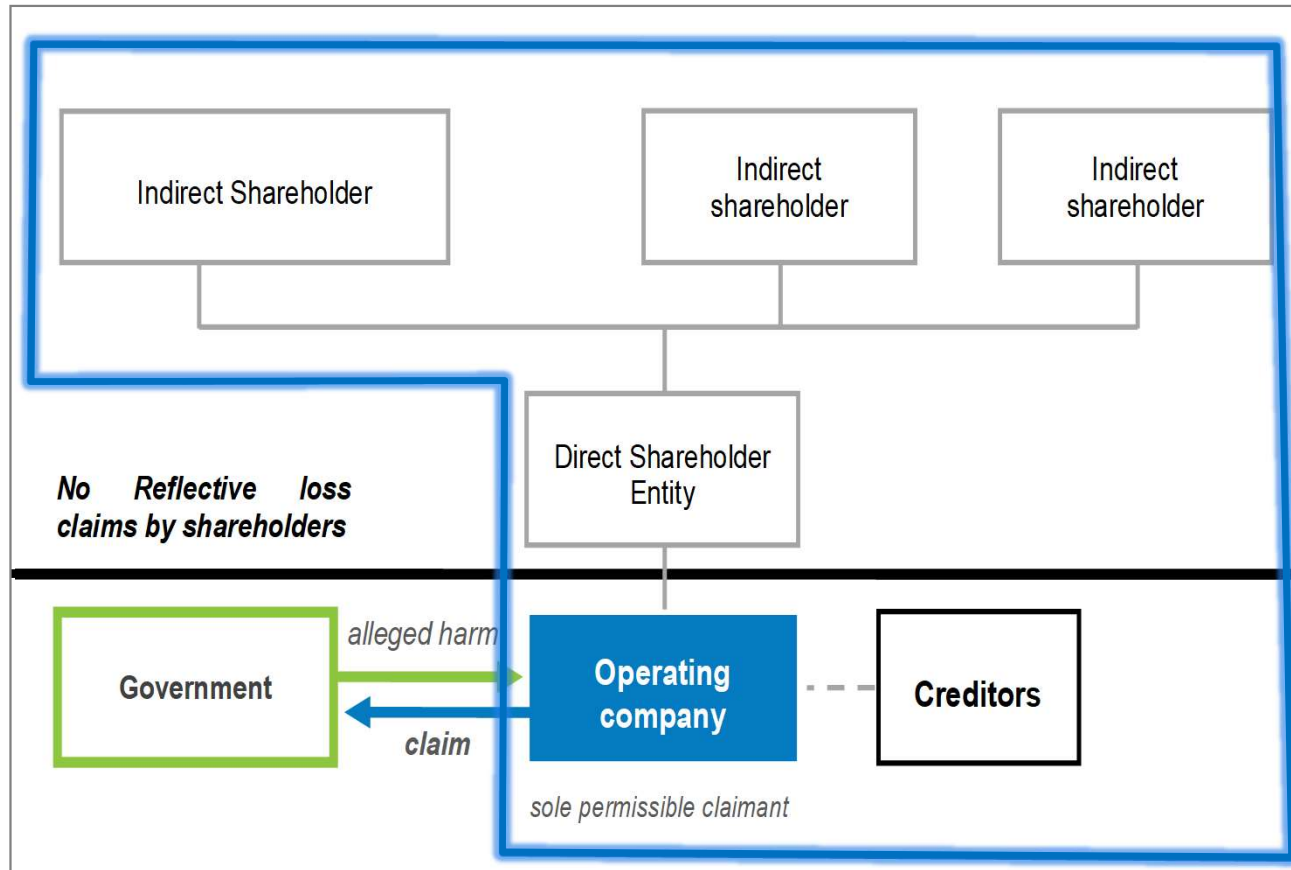 Indirect Shareholder
Indirect
shareholder
Indirect
shareholder
Direct Shareholder
Entity
No Reflective loss
claims by shareholders
alleged harm
Government
Operating
company
Creditors
claim
sole permissible claimant